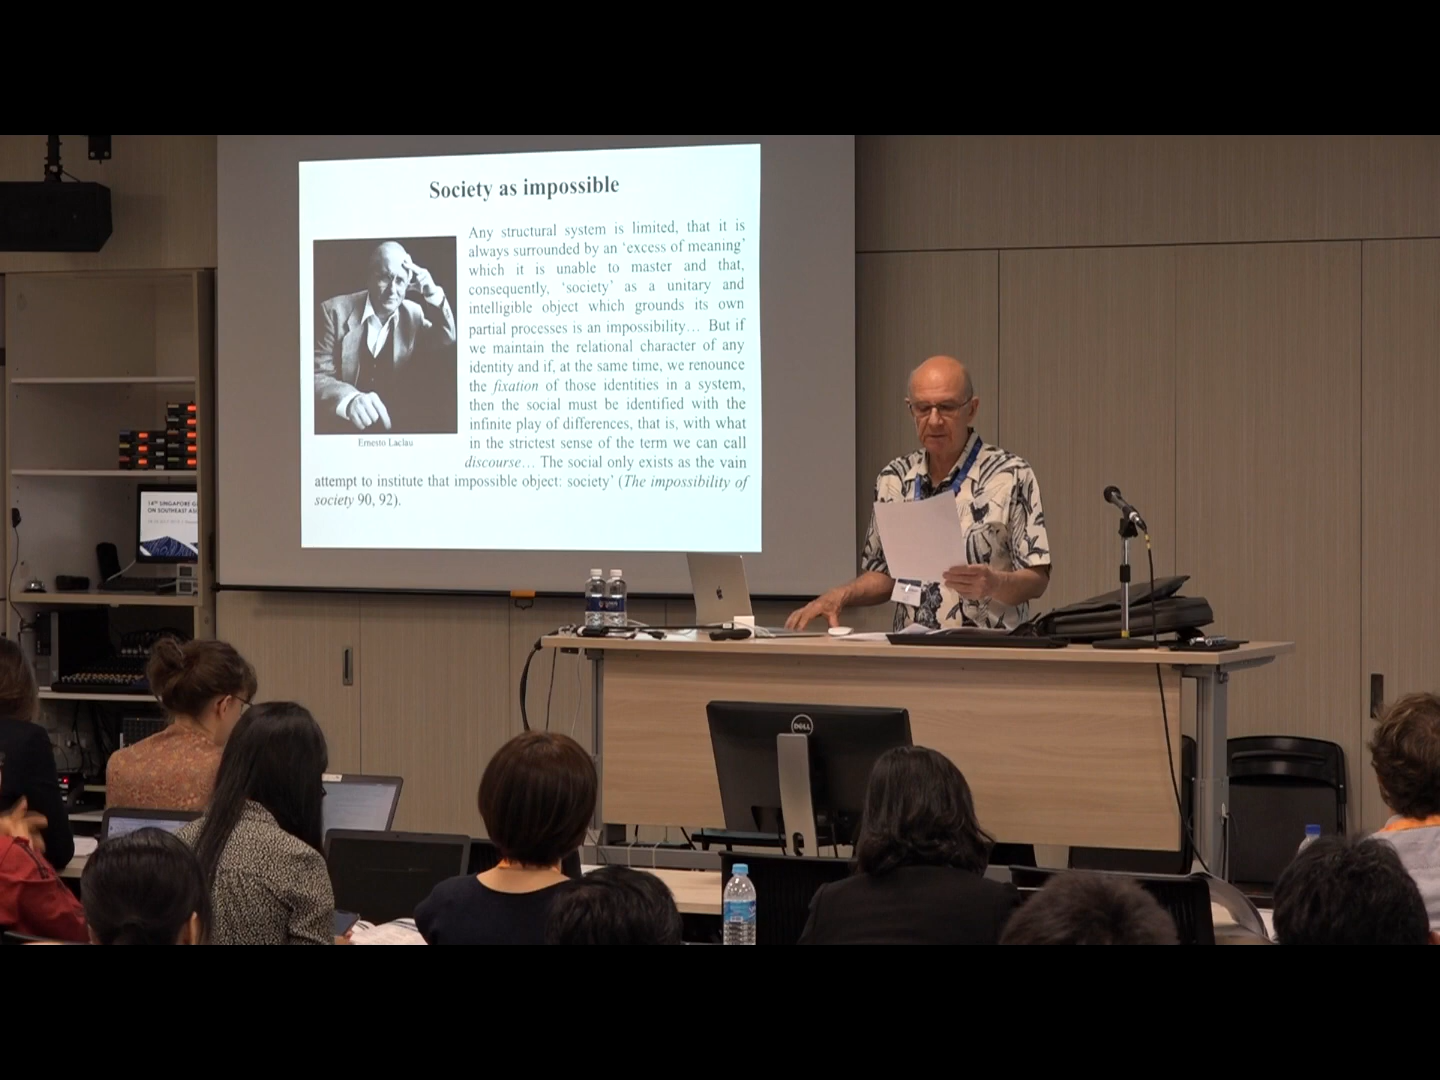 Society as impossible
Any structural system is limited, that it is
always surrounded by an ‘excess of meaning’
which it is unable to master and that,
consequently, ‘society’ as a unitary and
intelligible object which grounds its own
partial processes is an impossibility… But if
we maintain the relational character of any
identity and if, at the same time, we renounce
the fixation of those identities in a system,
then the social must be identified with the
infinite play of differences, that is, with what
in the strictest sense of the term we can call
discourse… The social only exists as the vain
attempt to institute that impossible object: society’ (The impossibility of
society 90, 92).
Ernesto Laclau
14TH SINGAPORE
ON SOUTHEAST
DELL